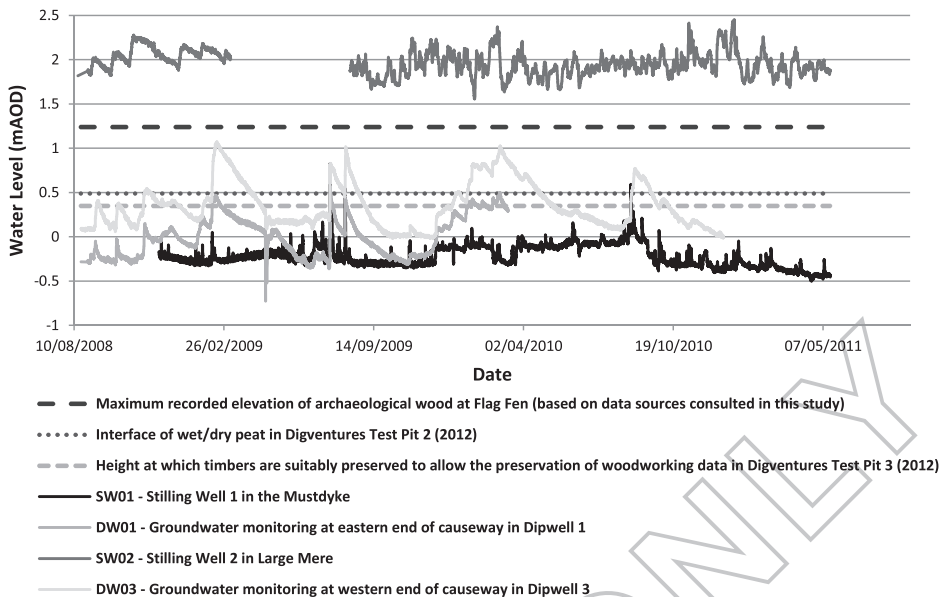 2.5
2
1.5
1
0.5
0
-0.5
-1
Water Level (mAOD)
10/08/2008 26/02/2009 14/09/2009 02/04/2010 19/10/2010 07/05/2011
Date
Maximum recorded elevation of archaeological wood at Flag Fen (based on data sources consulted in this study)
Interface of wet/dry peat in Digventures Test Pit 2 (2012)
Height at which timbers are suitably preserved to allow the preservation of woodworking data in Digventures Test Pit 3 (2012)
SW01 - Stilling Well 1 in the Mustdyke
DW01 - Groundwater monitoring at eastern end of causeway in Dipwell 1
SW02 - Stilling Well 2 in Large Mere
DW03 - Groundwater monitoring at western end of causeway in Dipwell 3
ONLY